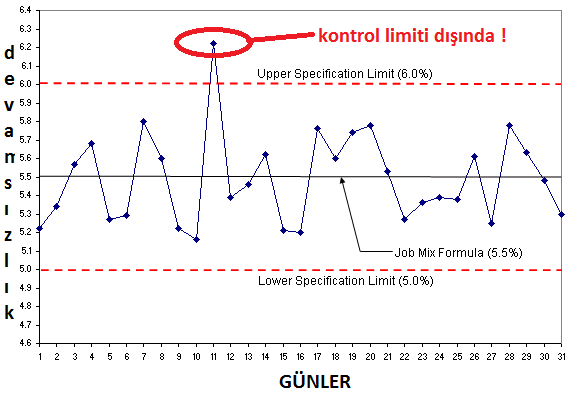 kontrol limiti dışında !
devamsızlık
6.4
6.3
6.2
6.1
6.0
5.9
5.8
5.7
5.6
5.5
5.4
5.3
5.2
5.1
5.0
4.9
4.8
4.7
4.6
Upper Specification Limit (6.0%)
Job Mix Formula (5.5%)
Lower Specification Limit (5.0%)
1 2 3 4 5 6 7 8 9 10 11 12 13 14 15 16 17 18 19 20 21 22 23 24 25 26 27 28 29 30 31
GÜNLER